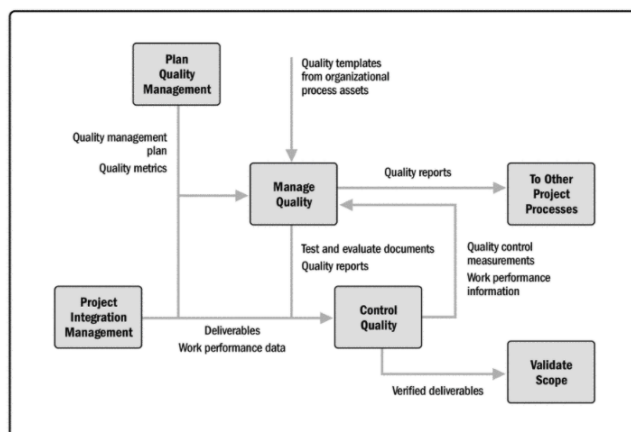 Plan
Quality
Management
Quality templates
from organizational
process assets
Quality management
plan
Quality metrics
Manage
Quality
Quality reports
To Other
Project
Processes
Test and evaluate documents
Quality reports
Quality control
measurements
Work performance
information
Project
Integration
Management
Deliverables
Work performance data
Control
Quality
Verified deliverables
Validate
Scope